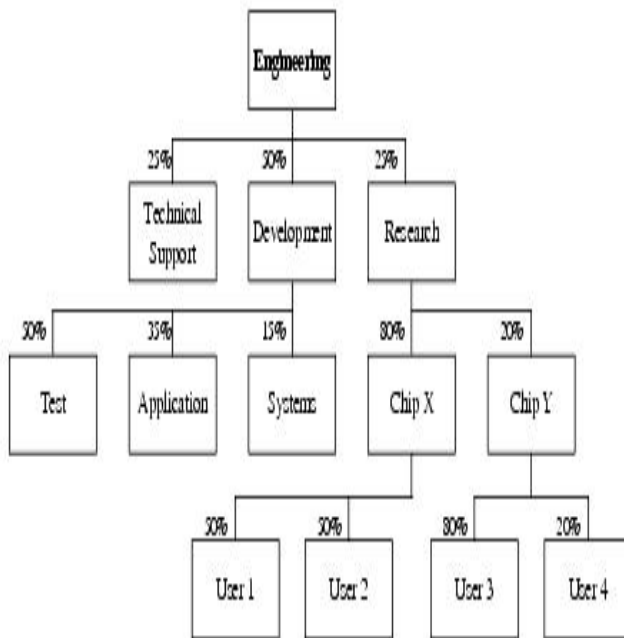 Engineering
25%
50%
25%
Technical
Support
Development
Research
50%
35%
15%
80%
20%
Test
Application
Systems
Chip X
Chip Y
50%
50%
80%
20%
User 1
User 2
User 3
User 4